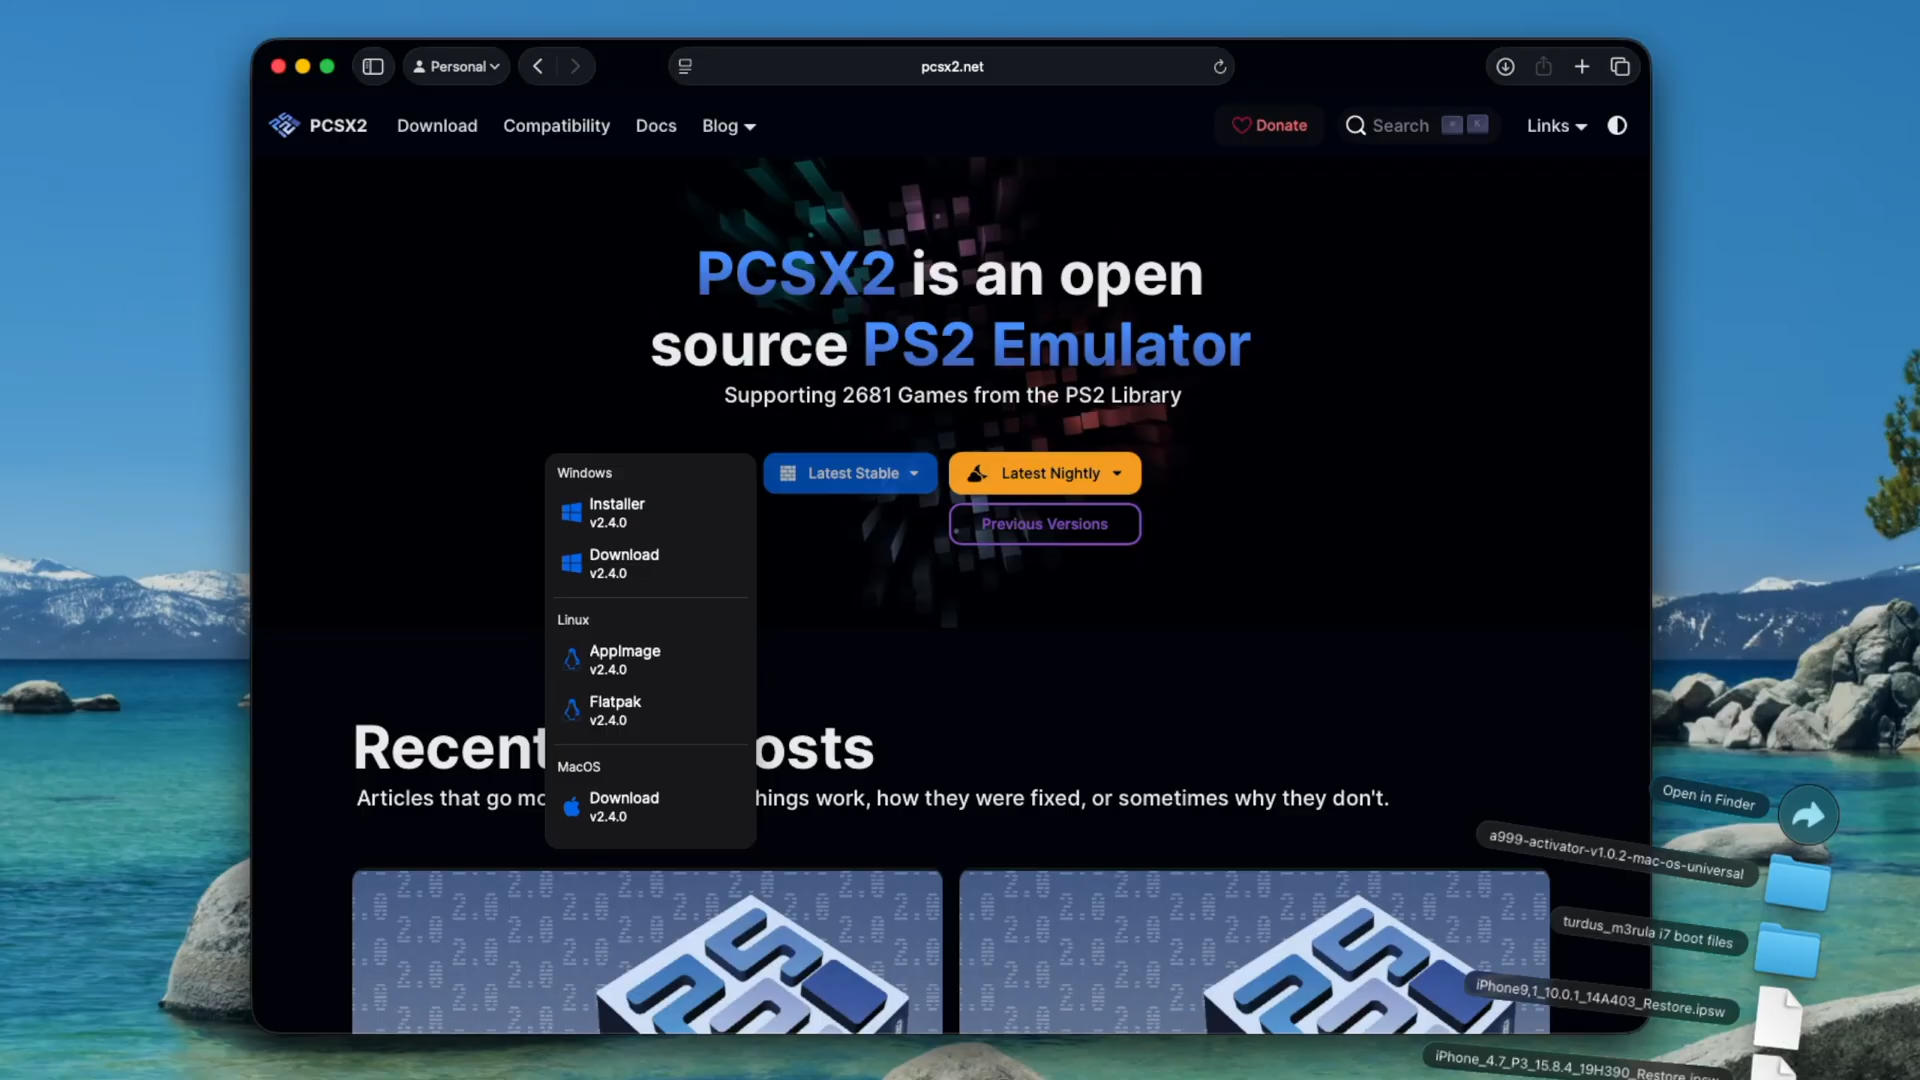 Personal
pcsx2.net
PCSX2
Download
Compatibility
Docs
Blog
Donate
Search
K
Links
PCSX2 is an open
source PS2 Emulator
Supporting 2681 Games from the PS2 Library
Latest Stable
Latest Nightly
Previous Versions
Windows
Installer
v2.4.0
Download
v2.4.0
Linux
AppImage
v2.4.0
Flatpak
v2.4.0
MacOS
Download
v2.4.0
Recent osts
Articles that go mo hings work, how they were fixed, or sometimes why they don't.
Open in Finder
a999-activator-v1.0.2-mac-os-universal
turdus_m3rula i7 boot files
iPhone9,1_10.0.1_14A403_Restore.ipsw
iPhone_4.7_P3_15.8.4_19H390_Restore.ipsw